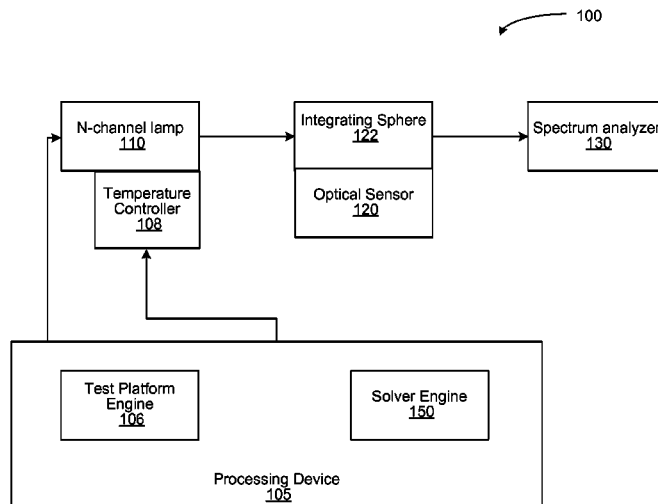 100
N-channel lamp
110
Integrating Sphere
122
Spectrum analyzer
130
Temperature
Controller
108
Optical Sensor
120
Test Platform
Engine
106
Solver Engine
150
Processing Device
105